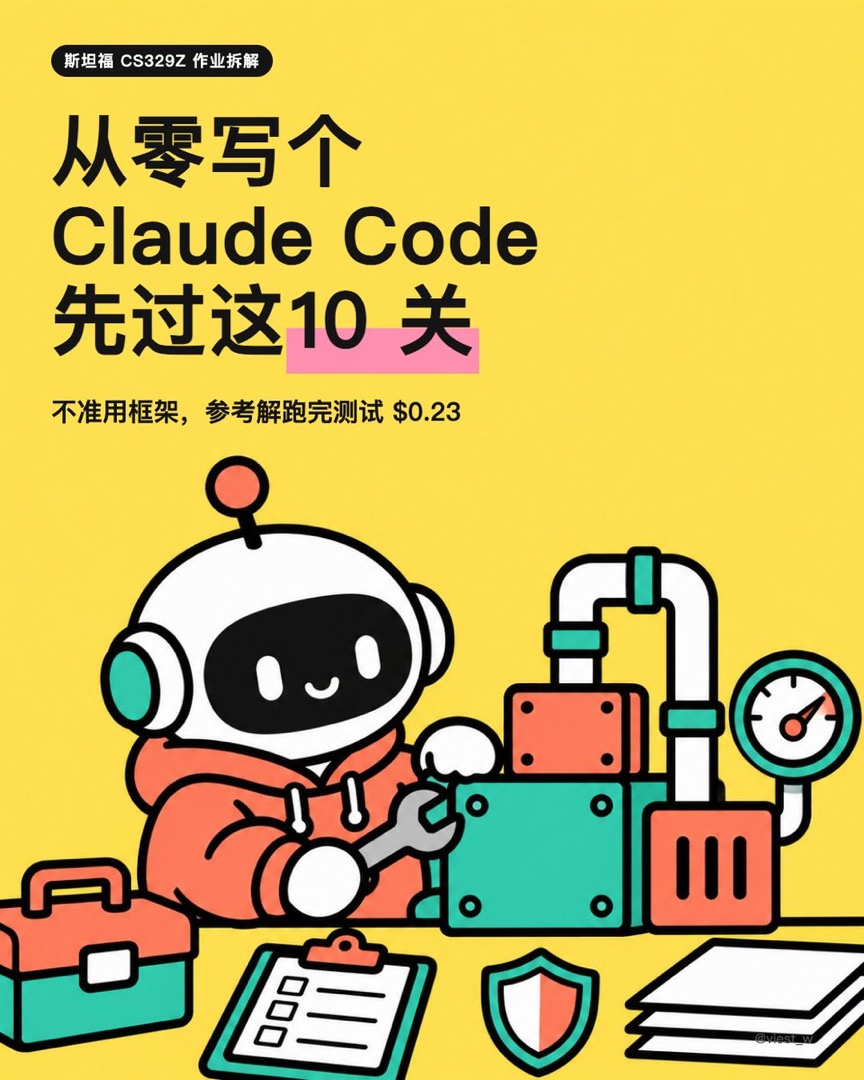 斯坦福 CS329Z 作业拆解
从零写个
Claude Code
先过这10 关
不准用框架，参考解跑完测试 $0.23
@vlest_w